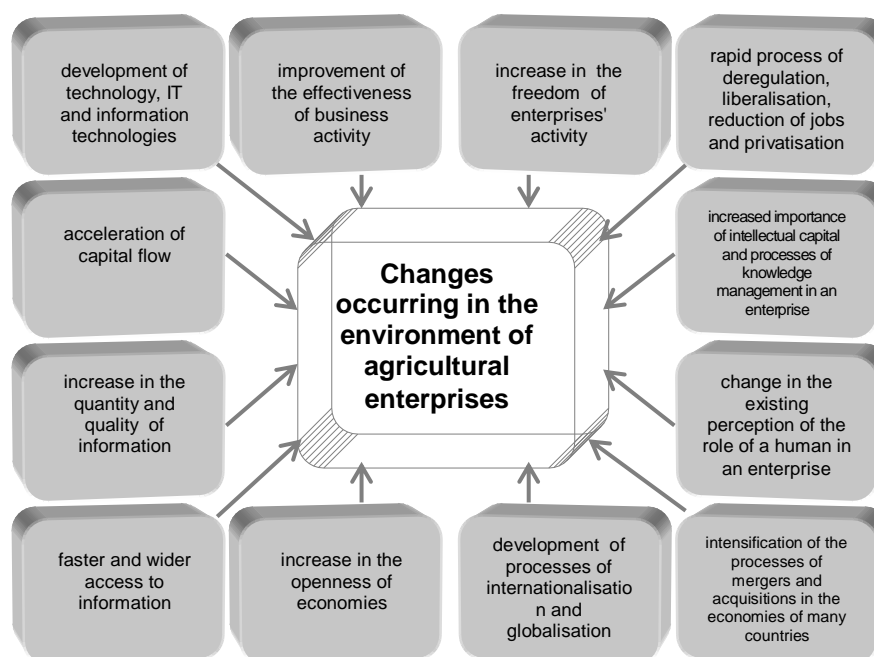 development of
technology, IT
and information
technologies
improvement of
the effectiveness
of business
activity
increase in the
freedom of
enterprises'
activity
rapid process of
deregulation,
liberalisation,
reduction of jobs
and privatisation
acceleration of
capital flow
Changes
occurring in the
environment of
agricultural
enterprises
increased importance
of intellectual capital
and processes of
knowledge
management in an
enterprise
increase in the
quantity and
quality of
information
change in the
existing
perception of the
role of a human in
an enterprise
faster and wider
access to
information
increase in the
openness of
economies
development of
processes of
internationalisatio
n and
globalisation
intensification of the
processes of
mergers and
acquisitions in the
economies of many
countries